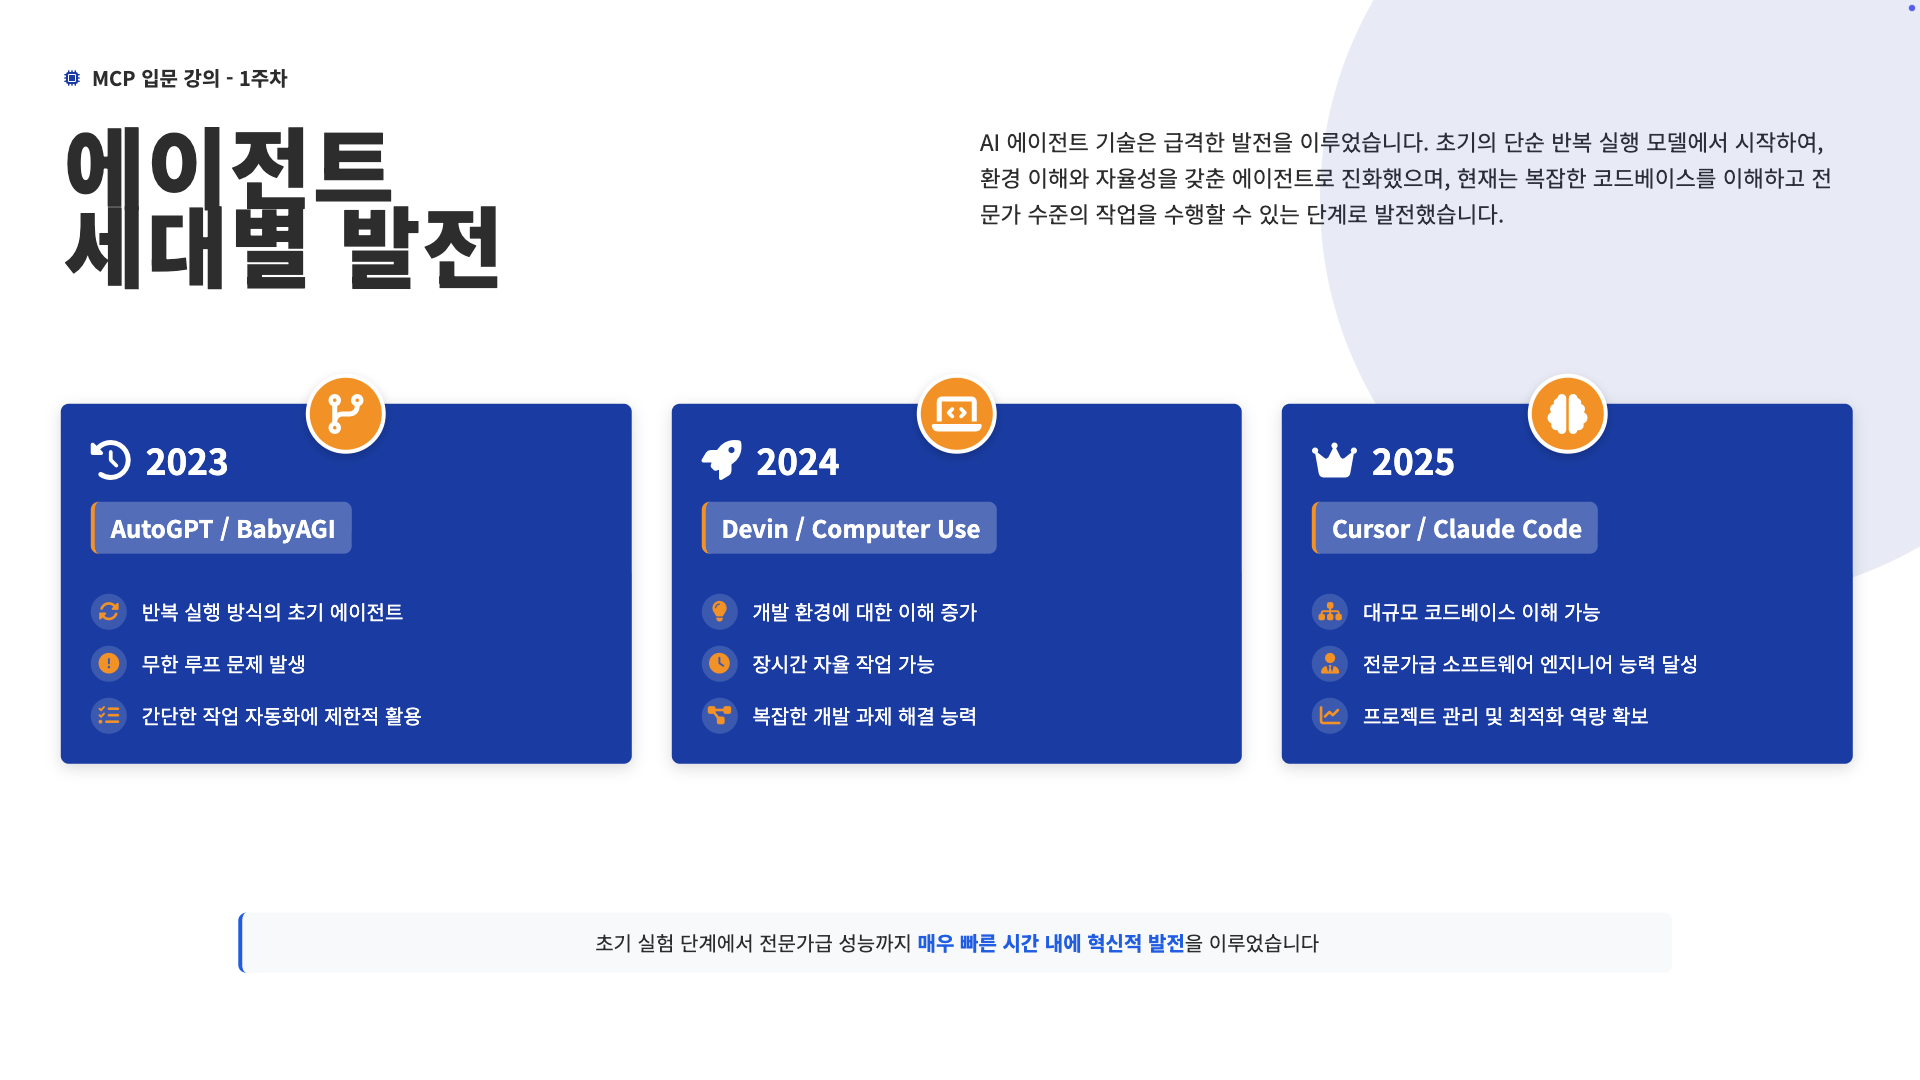 MCP 입문 강의 - 1주차
에이전트
세대별 발전
AI 에이전트 기술은 급격한 발전을 이루었습니다. 초기의 단순 반복 실행 모델에서 시작하여,
환경 이해와 자율성을 갖춘 에이전트로 진화했으며, 현재는 복잡한 코드베이스를 이해하고 전
문가 수준의 작업을 수행할 수 있는 단계로 발전했습니다.
2023
AutoGPT / BabyAGI
반복 실행 방식의 초기 에이전트
무한 루프 문제 발생
간단한 작업 자동화에 제한적 활용
2024
Devin / Computer Use
개발 환경에 대한 이해 증가
장시간 자율 작업 가능
복잡한 개발 과제 해결 능력
2025
Cursor / Claude Code
대규모 코드베이스 이해 가능
전문가급 소프트웨어 엔지니어 능력 달성
프로젝트 관리 및 최적화 역량 확보
초기 실험 단계에서 전문가급 성능까지 매우 빠른 시간 내에 혁신적 발전을 이루었습니다